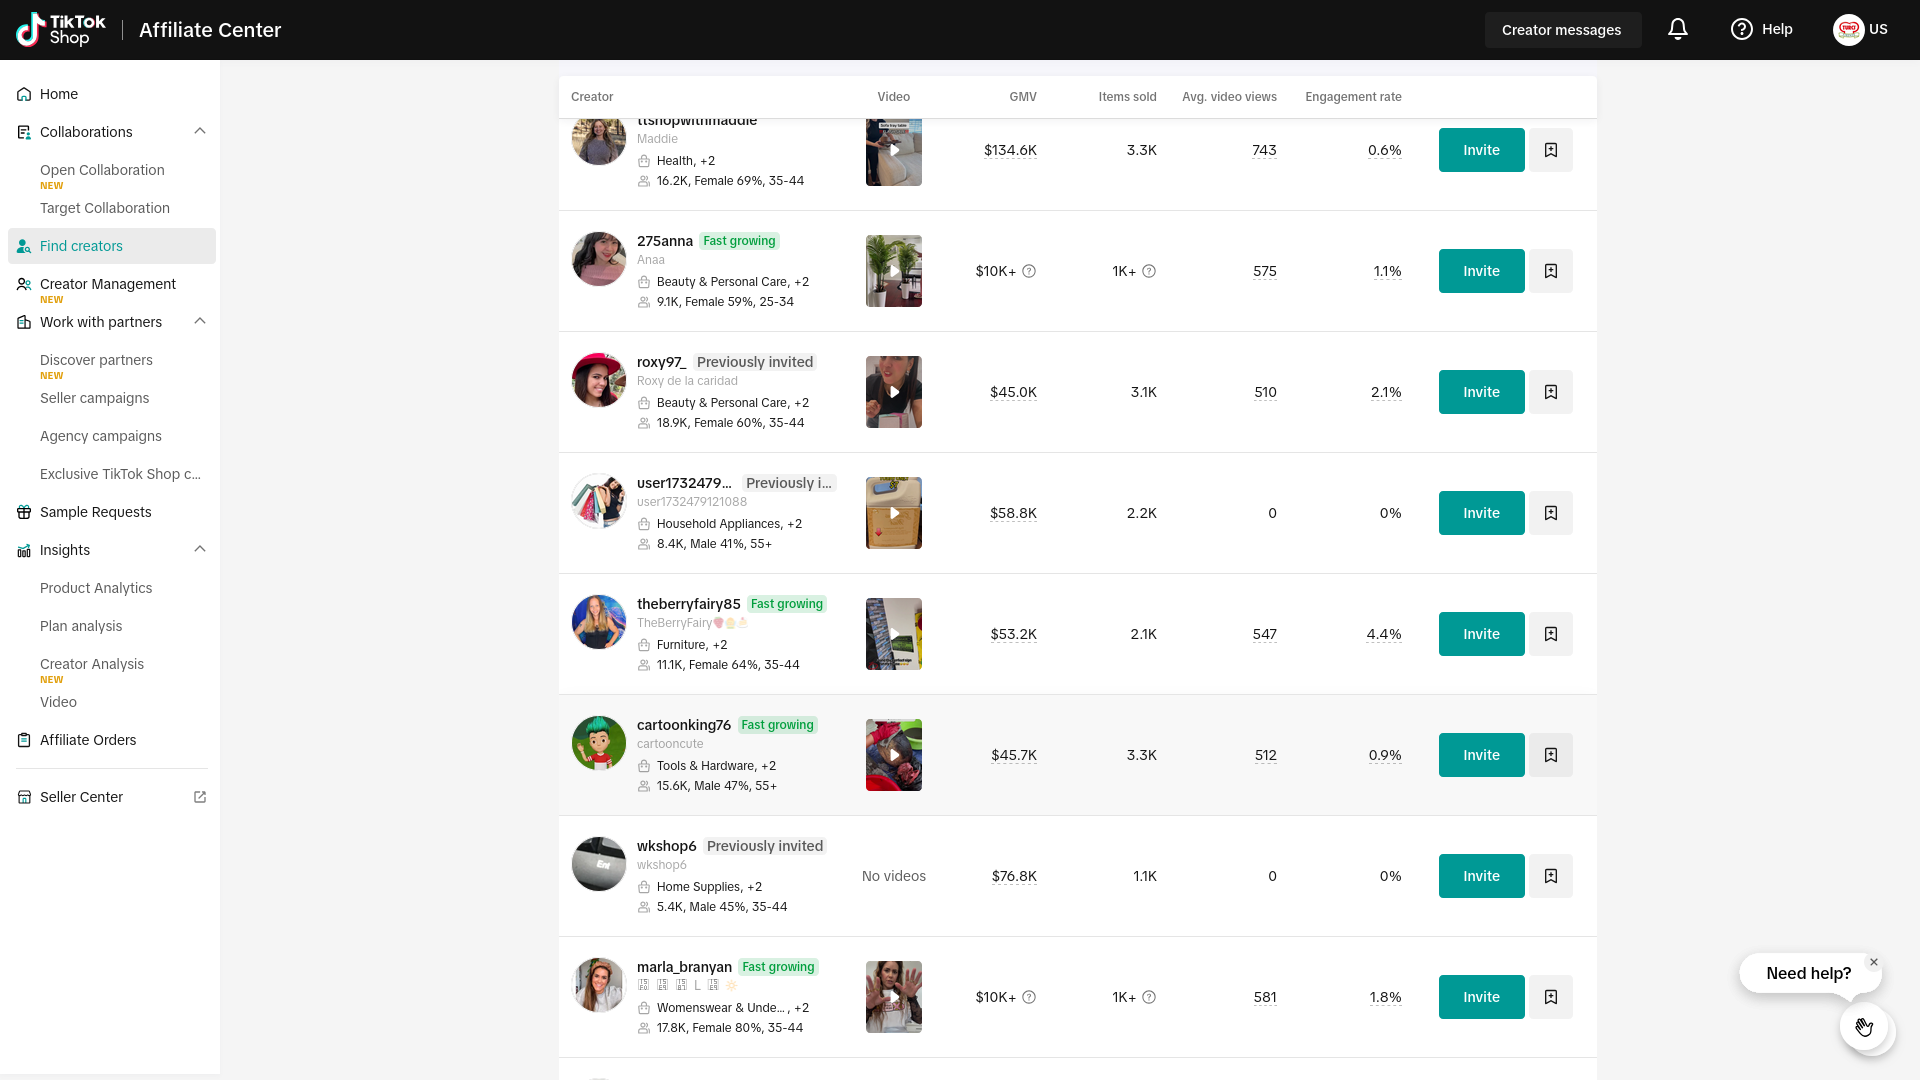 TikTok
Shop
Affiliate Center
Creator messages
Help
US
Home
Collaborations
Open Collaboration
NEW
Target Collaboration
Find creators
Creator Management
NEW
Work with partners
Discover partners
NEW
Seller campaigns
Agency campaigns
Exclusive TikTok Shop c...
Sample Requests
Insights
Product Analytics
Plan analysis
Creator Analysis
NEW
Video
Affiliate Orders
Seller Center
Creator Video GMV Items sold Avg. video views Engagement rate
ttshopwithmaddie
Maddie
Health, +2
16.2K, Female 69%, 35-44
$134.6K 3.3K 743 0.6% Invite
275anna Fast growing
Anaa
Beauty & Personal Care, +2
9.1K, Female 59%, 25-34
$10K+ 1K+ 575 1.1% Invite
roxy97_ Previously invited
Roxy de la caridad
Beauty & Personal Care, +2
18.9K, Female 60%, 35-44
$45.0K 3.1K 510 2.1% Invite
user1732479... Previously i...
user1732479121088
Household Appliances, +2
8.4K, Male 41%, 55+
$58.8K 2.2K 0 0% Invite
theberryfairy85 Fast growing
TheBerryFairy
Furniture, +2
11.1K, Female 64%, 35-44
$53.2K 2.1K 547 4.4% Invite
cartoonking76 Fast growing
cartooncute
Tools & Hardware, +2
15.6K, Male 47%, 55+
$45.7K 3.3K 512 0.9% Invite
wkshop6 Previously invited
wkshop6
Home Supplies, +2
5.4K, Male 45%, 35-44
No videos $76.8K 1.1K 0 0% Invite
marla_branyan Fast growing
L
Womenswear & Unde..., +2
17.8K, Female 80%, 35-44
$10K+ 1K+ 581 1.8% Invite
Need help?